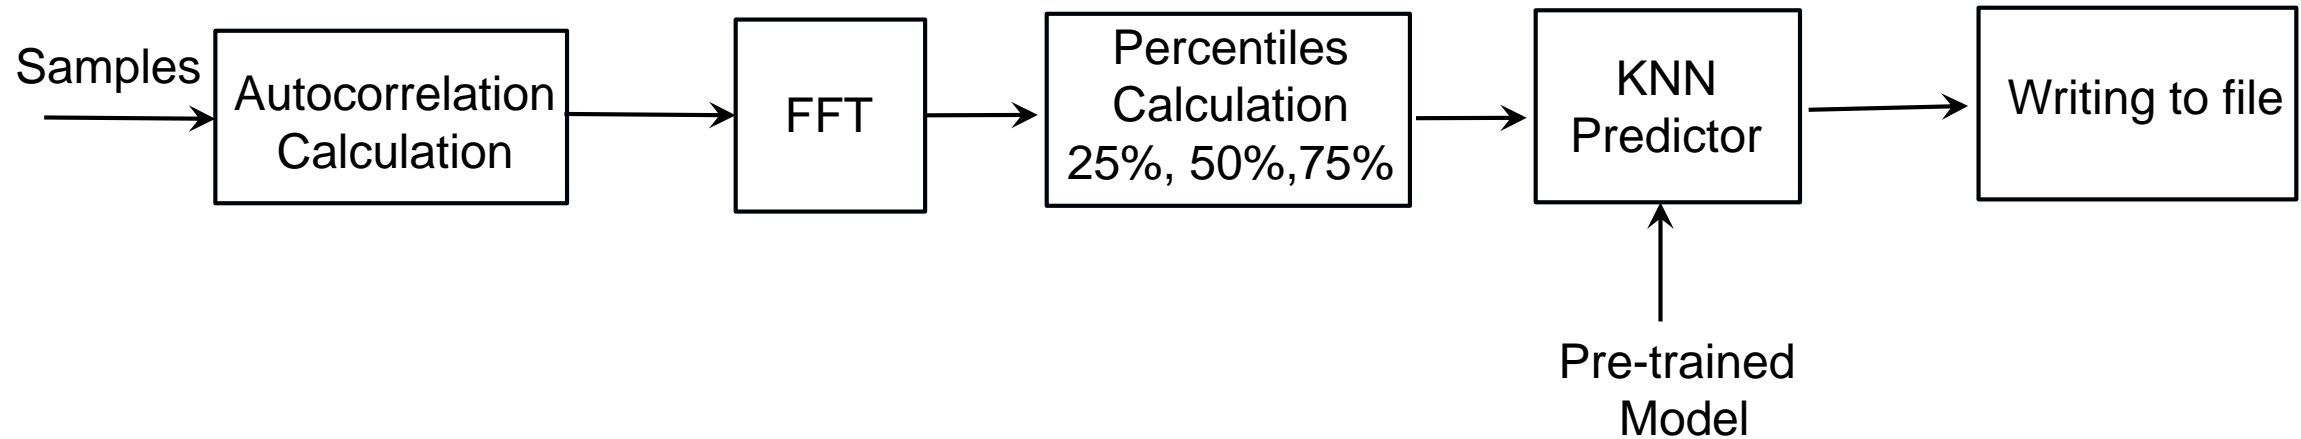 Samples
Autocorrelation
Calculation
FFT
Percentiles
Calculation
25%, 50%,75%
KNN
Predictor
Writing to file
Pre-trained
Model